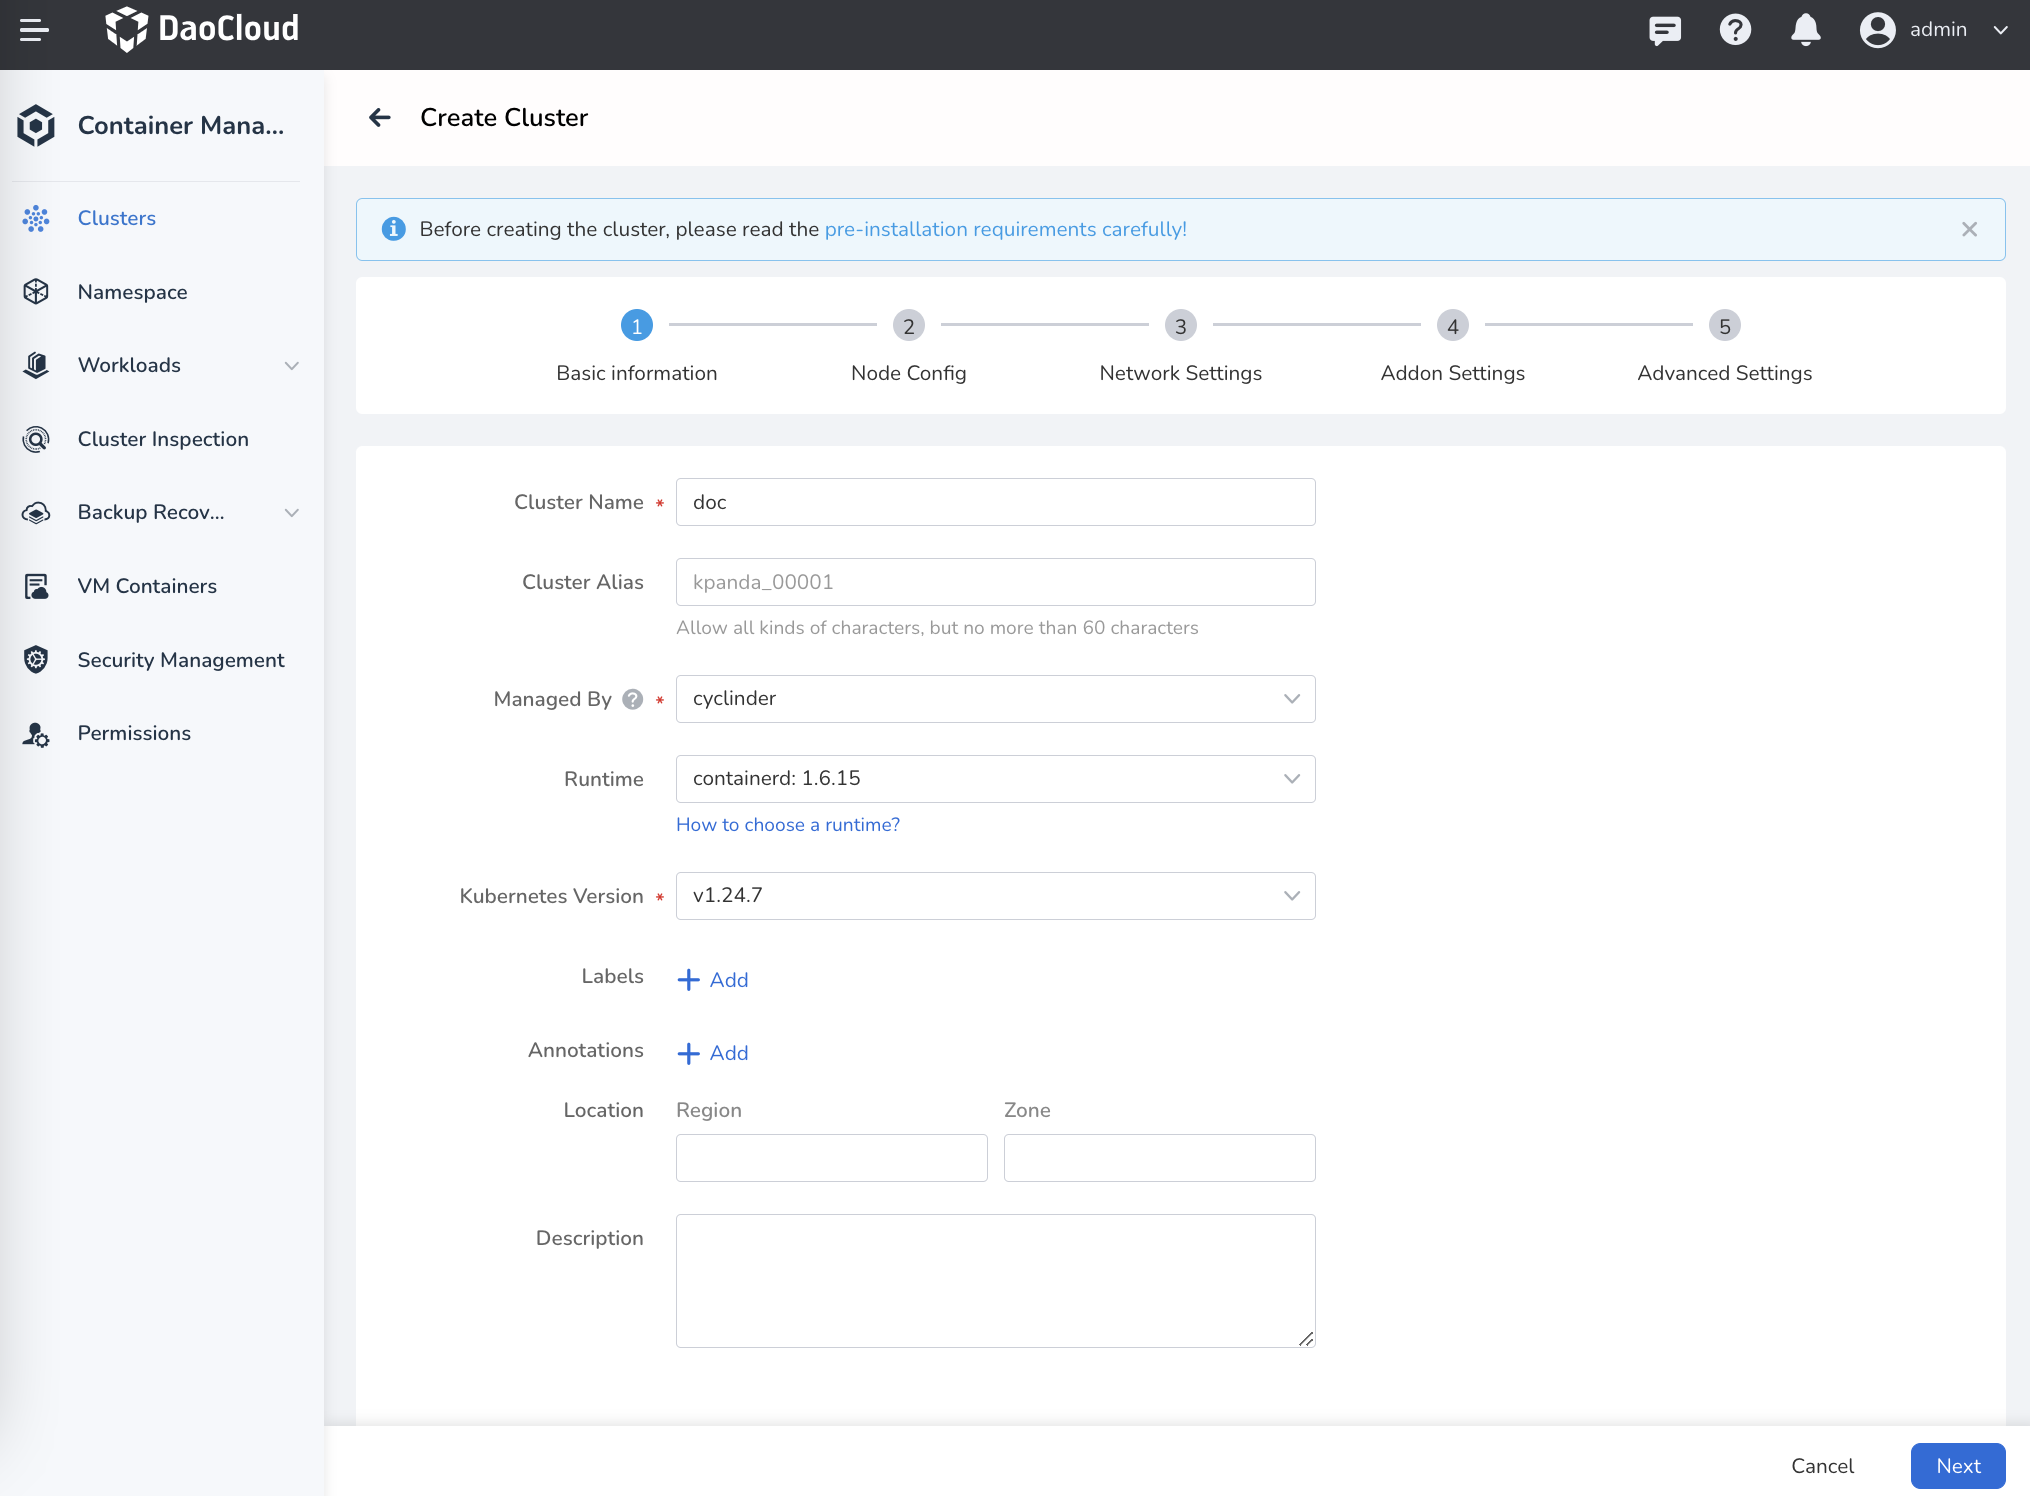 DaoCloud
admin
Container Mana...
Clusters
Namespace
Workloads
Cluster Inspection
Backup Recov...
VM Containers
Security Management
Permissions
Create Cluster
Before creating the cluster, please read the pre-installation requirements carefully!
1 2 3 4 5
Basic information Node Config Network Settings Addon Settings Advanced Settings
Cluster Name * doc
Cluster Alias kpanda_00001
Allow all kinds of characters, but no more than 60 characters
Managed By ? * cyclinder
Runtime containerd: 1.6.15
How to choose a runtime?
Kubernetes Version * v1.24.7
Labels + Add
Annotations + Add
Location Region Zone
Description
Cancel Next